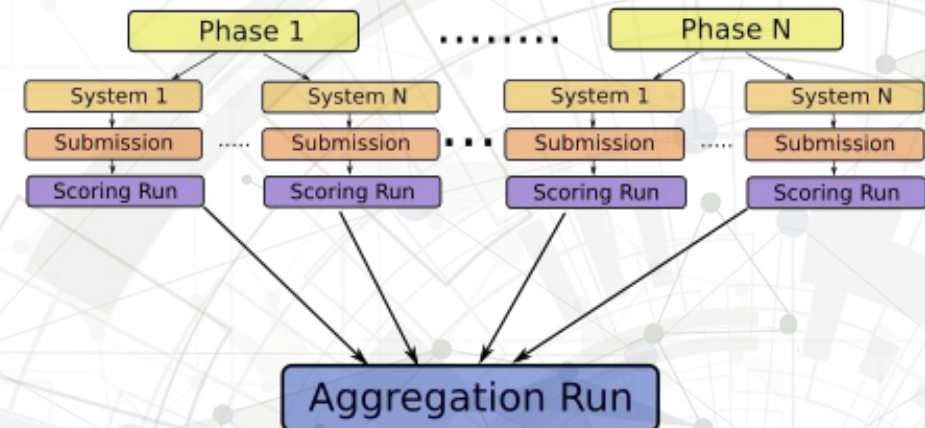 Phase 1 ........ Phase N
System 1 System N System 1 System N
Submission ..... Submission ... Submission ..... Submission
Scoring Run Scoring Run Scoring Run Scoring Run
Aggregation Run